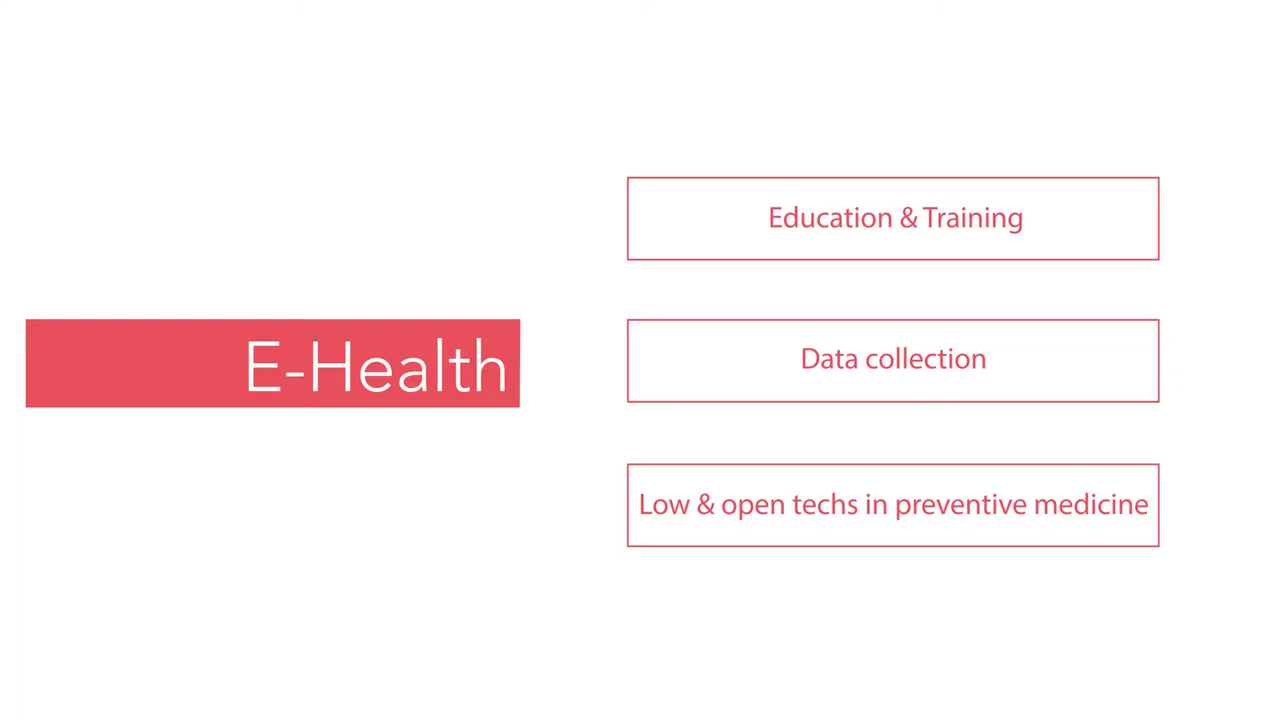 E-Health
Education & Training
Data collection
Low & open techs in preventive medicine